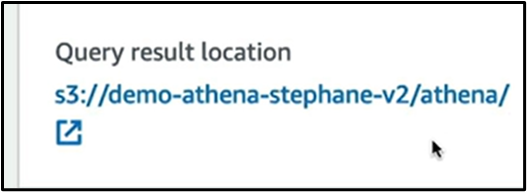 Query result location
s3://demo-athena-stephane-v2/athena/